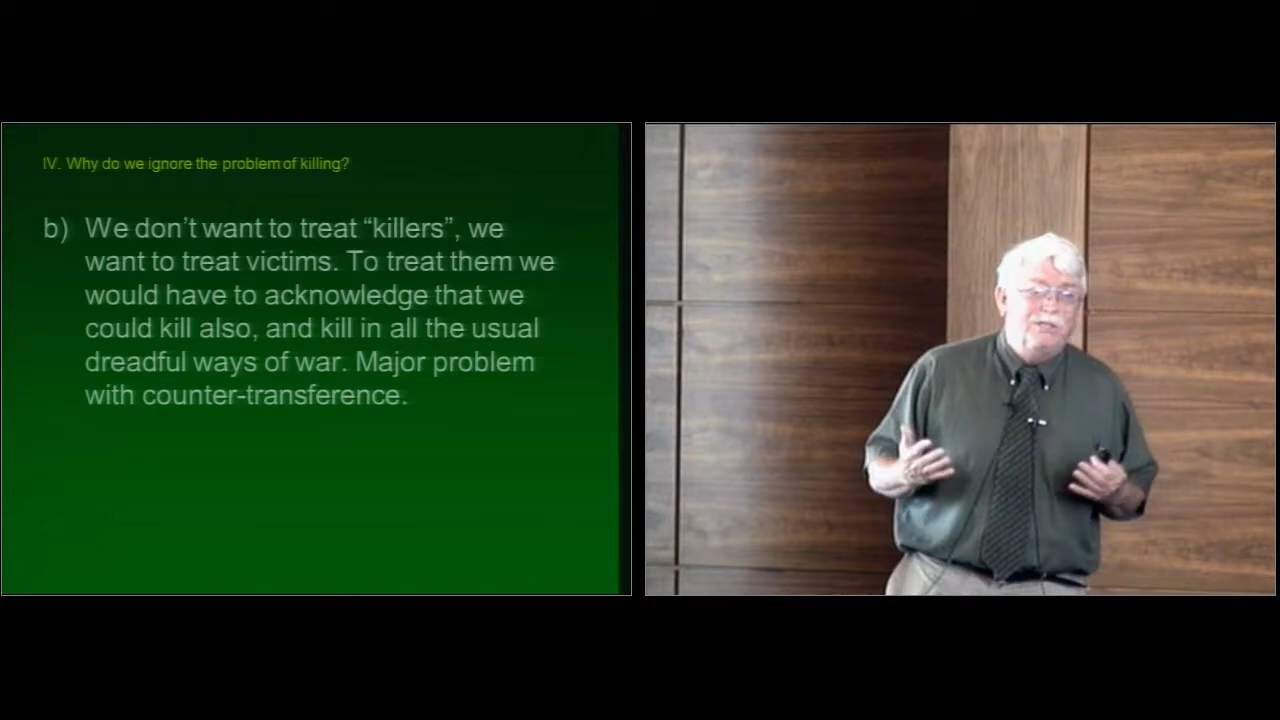 IV. Why do we ignore the problem of killing?
b) We don’t want to treat “killers”, we
want to treat victims. To treat them we
would have to acknowledge that we
could kill also, and kill in all the usual
dreadful ways of war. Major problem
with counter-transference.